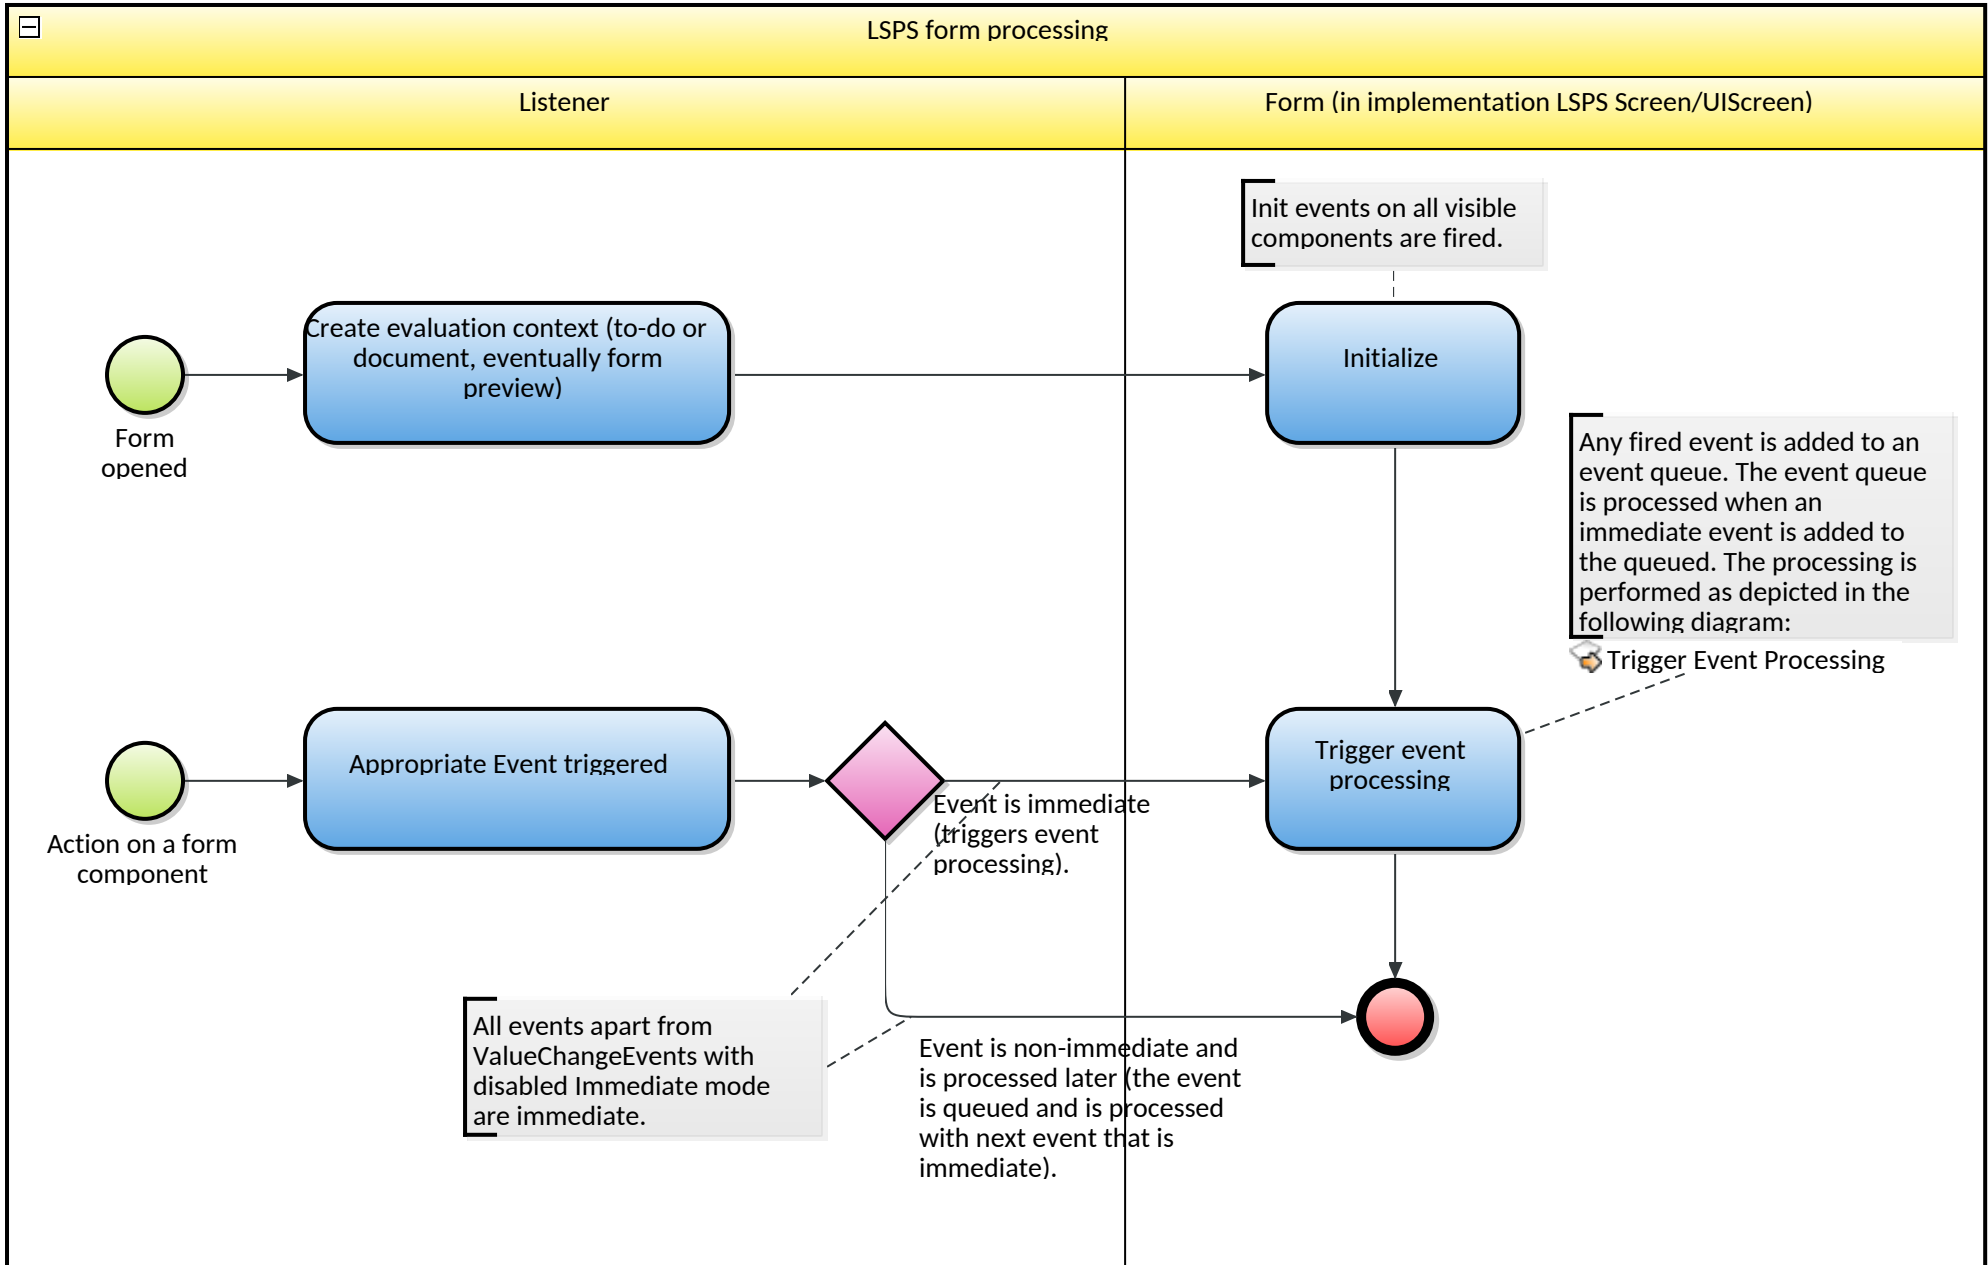 LSPS form processing
Listener
Form (in implementation LSPS Screen/UIScreen)
Init events on all visible
components are fired.
Create evaluation context (to-do or
document, eventually form
preview)
Initialize
Form
opened
Any fired event is added to an
event queue. The event queue
is processed when an
immediate event is added to
the queued. The processing is
performed as depicted in the
following diagram:
Trigger Event Processing
Appropriate Event triggered
Trigger event
processing
Event is immediate
(triggers event
processing).
Action on a form
component
All events apart from
ValueChangeEvents with
disabled Immediate mode
are immediate.
Event is non-immediate and
is processed later (the event
is queued and is processed
with next event that is
immediate).